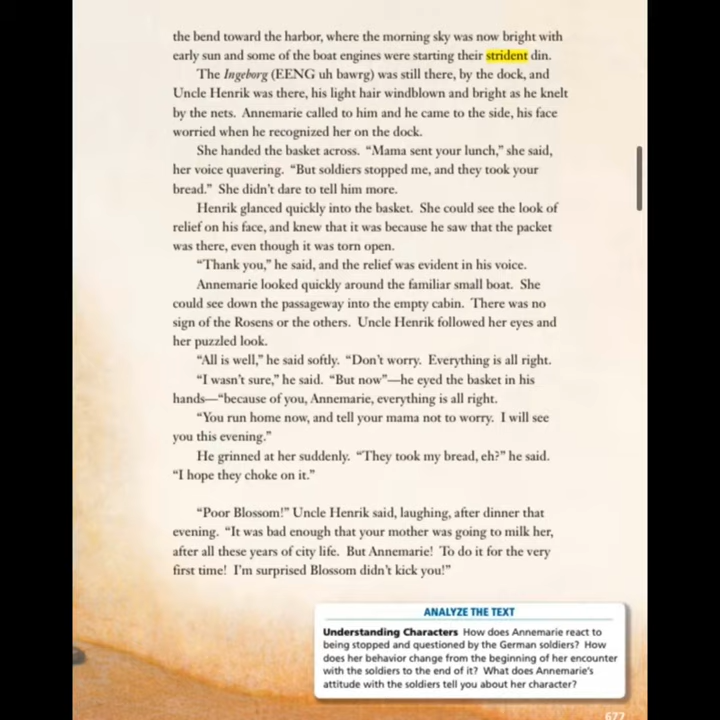 the bend toward the harbor, where the morning sky was now bright with
early sun and some of the boat engines were starting their strident din.
The Ingeborg (EENG uh bawrg) was still there, by the dock, and
Uncle Henrik was there, his light hair windblown and bright as he knelt
by the nets. Annemarie called to him and he came to the side, his face
worried when he recognized her on the dock.
She handed the basket across. “Mama sent your lunch,” she said,
her voice quavering. “But soldiers stopped me, and they took your
bread.” She didn’t dare to tell him more.
Henrik glanced quickly into the basket. She could see the look of
relief on his face, and knew that it was because he saw that the packet
was there, even though it was torn open.
“Thank you,” he said, and the relief was evident in his voice.
Annemarie looked quickly around the familiar small boat. She
could see down the passageway into the empty cabin. There was no
sign of the Rosens or the others. Uncle Henrik followed her eyes and
her puzzled look.
“All is well,” he said softly. “Don’t worry. Everything is all right.
“I wasn’t sure,” he said. “But now”—he eyed the basket in his
hands—“because of you, Annemarie, everything is all right.
“You run home now, and tell your mama not to worry. I will see
you this evening.”
He grinned at her suddenly. “They took my bread, eh?” he said.
“I hope they choke on it.”
“Poor Blossom!” Uncle Henrik said, laughing, after dinner that
evening. “It was bad enough that your mother was going to milk her,
after all these years of city life. But Annemarie! To do it for the very
first time! I’m surprised Blossom didn’t kick you!”
ANALYZE THE TEXT
Understanding Characters How does Annemarie react to
being stopped and questioned by the German soldiers? How
does her behavior change from the beginning of her encounter
with the soldiers to the end of it? What does Annemarie’s
attitude with the soldiers tell you about her character?
677